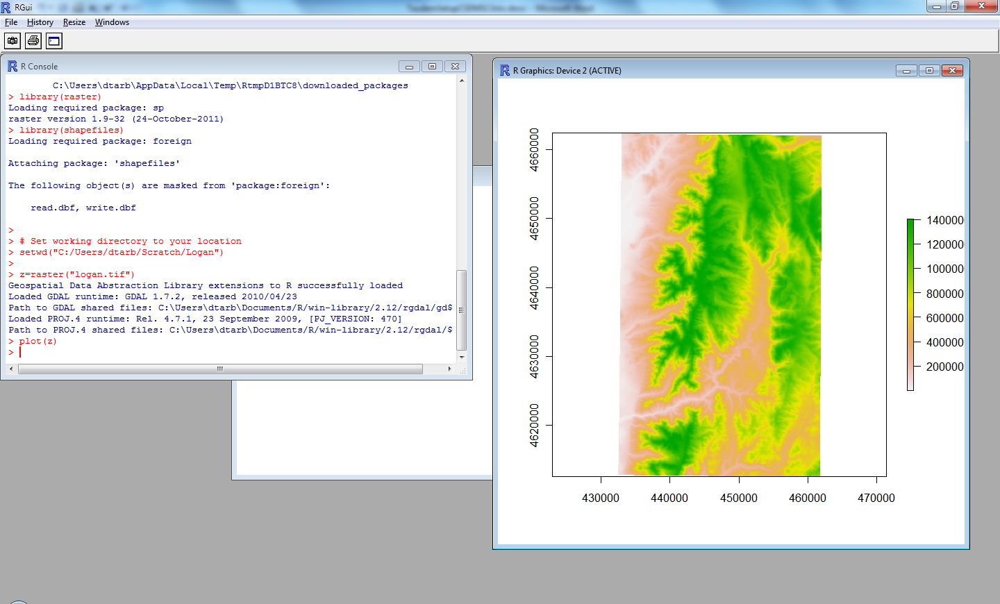 RGui
File History Resize Windows
R Console
C:\Users\dtarb\AppData\Local\Temp\RtmpD1BTC8\downloaded_packages
> library(raster)
Loading required package: sp
raster version 1.9-32 (24-October-2011)
> library(shapefiles)
Loading required package: foreign
Attaching package: 'shapefiles'
The following object(s) are masked from 'package:foreign':
read.dbf, write.dbf
>
> # Set working directory to your location
> setwd("C:/Users/dtarb/Scratch/Logan")
>
> z=raster("logan.tif")
Geospatial Data Abstraction Library extensions to R successfully loaded
Loaded GDAL runtime: GDAL 1.7.2, released 2010/04/23
Path to GDAL shared files: C:\Users\dtarb\Documents/R/win-library/2.12/rgdal/gd$
Loaded PROJ.4 runtime: Rel. 4.7.1, 23 September 2009, [PJ_VERSION: 470]
Path to PROJ.4 shared files: C:\Users\dtarb\Documents/R/win-library/2.12/rgdal/$
> plot(z)
>
R Graphics: Device 2 (ACTIVE)
4660000
4650000
4640000
4630000
4620000
430000 440000 450000 460000 470000
140000
120000
100000
800000
600000
400000
200000